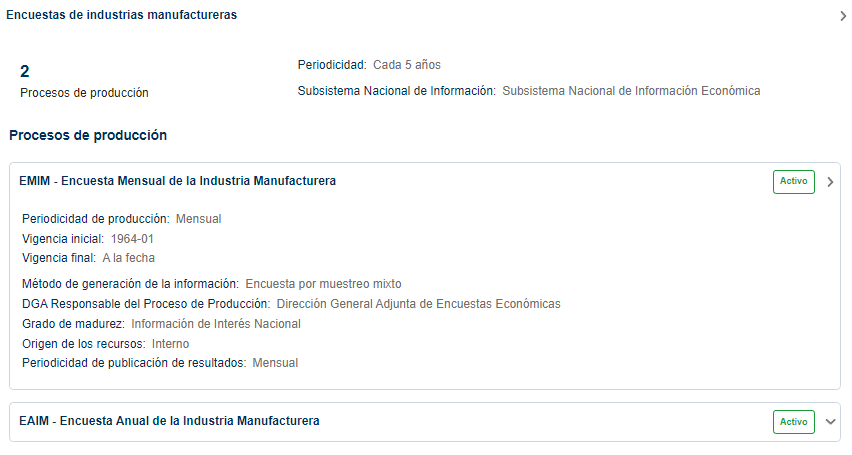 Encuestas de industrias manufactureras
2
Procesos de producción
Periodicidad: Cada 5 años
Subsistema Nacional de Información: Subsistema Nacional de Información Económica
Procesos de producción
EMIM - Encuesta Mensual de la Industria Manufacturera
Activo
Periodicidad de producción: Mensual
Vigencia inicial: 1964-01
Vigencia final: A la fecha
Método de generación de la información: Encuesta por muestreo mixto
DGA Responsable del Proceso de Producción: Dirección General Adjunta de Encuestas Económicas
Grado de madurez: Información de Interés Nacional
Origen de los recursos: Interno
Periodicidad de publicación de resultados: Mensual
EAIM - Encuesta Anual de la Industria Manufacturera
Activo